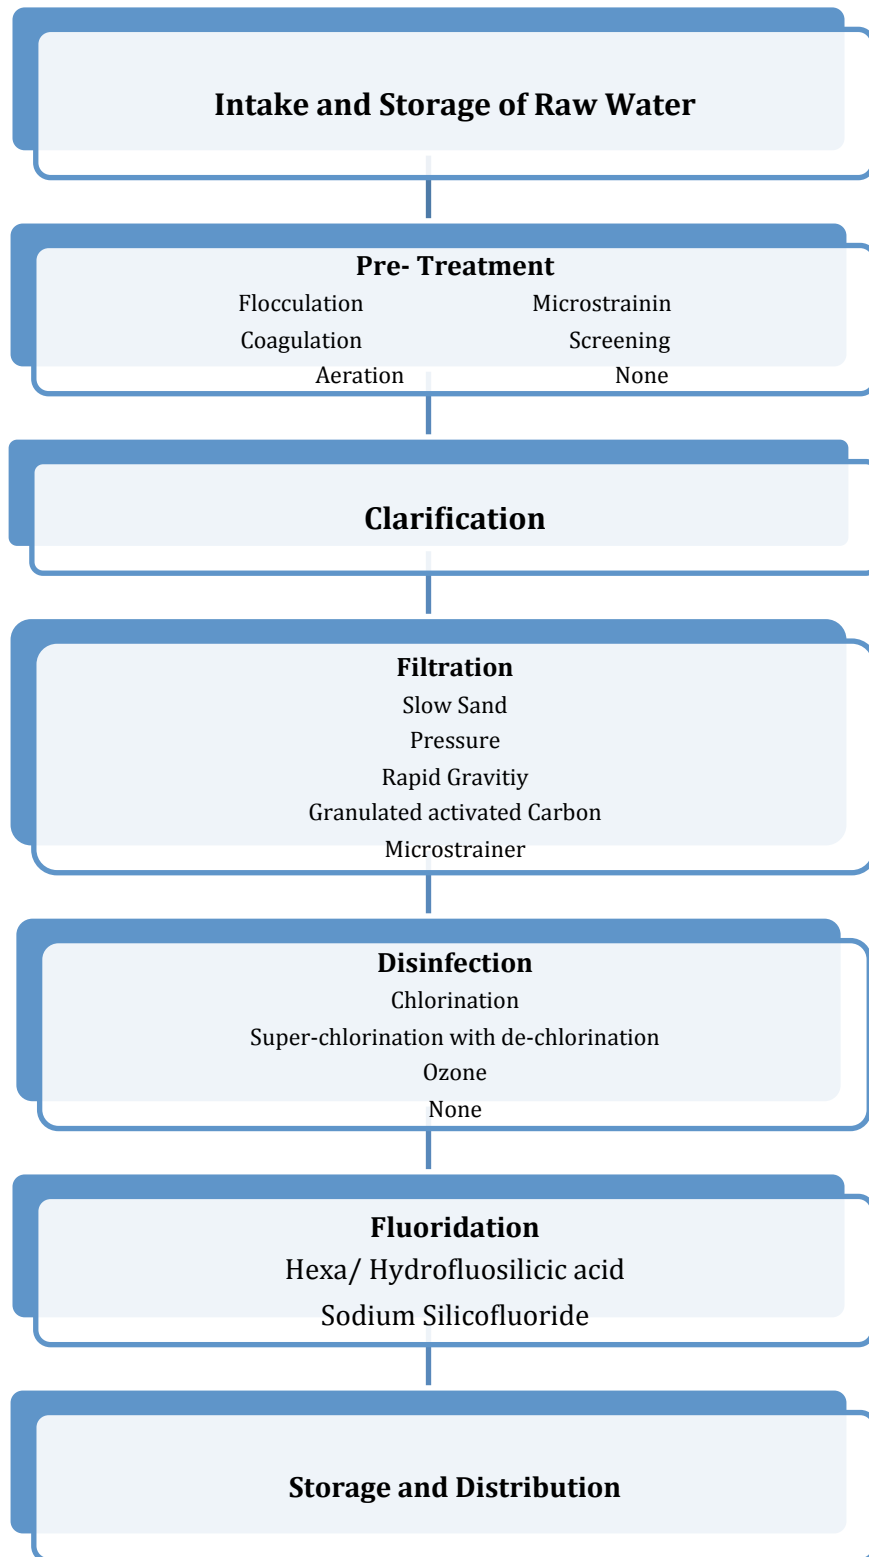 Intake and Storage of Raw Water
Pre- Treatment
Flocculation Microstrainin
Coagulation Screening
Aeration None
Clarification
Filtration
Slow Sand
Pressure
Rapid Gravitiy
Granulated activated Carbon
Microstrainer
Disinfection
Chlorination
Super-chlorination with de-chlorination
Ozone
None
Fluoridation
Hexa/ Hydrofluosilicic acid
Sodium Silicofluoride
Storage and Distribution